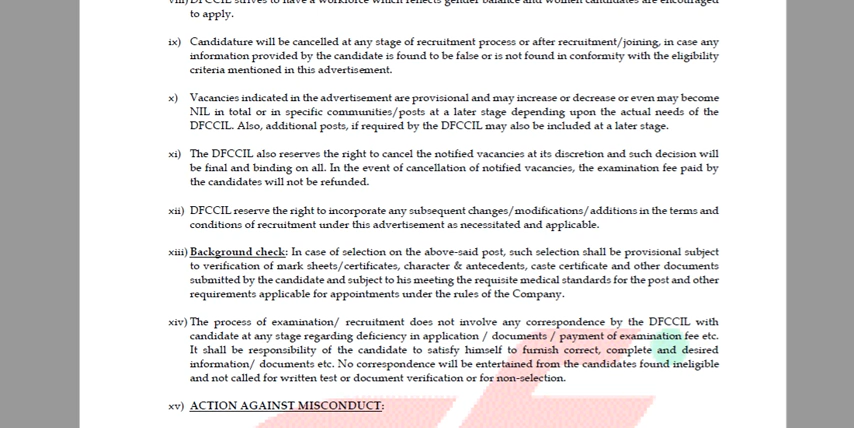 viii) DFCCIL strives to have a workforce which reflects gender balance and women candidates are encouraged
to apply.
ix) Candidature will be cancelled at any stage of recruitment process or after recruitment/joining, in case any
information provided by the candidate is found to be false or is not found in conformity with the eligibility
criteria mentioned in this advertisement.
x) Vacancies indicated in the advertisement are provisional and may increase or decrease or even may become
NIL in total or in specific communities/posts at a later stage depending upon the actual needs of the
DFCCIL. Also, additional posts, if required by the DFCCIL may also be included at a later stage.
xi) The DFCCIL also reserves the right to cancel the notified vacancies at its discretion and such decision will
be final and binding on all. In the event of cancellation of notified vacancies, the examination fee paid by
the candidates will not be refunded.
xii) DFCCIL reserve the right to incorporate any subsequent changes/modifications/additions in the terms and
conditions of recruitment under this advertisement as necessitated and applicable.
xiii) Background check: In case of selection on the above-said post, such selection shall be provisional subject
to verification of mark sheets/certificates, character & antecedents, caste certificate and other documents
submitted by the candidate and subject to his meeting the requisite medical standards for the post and other
requirements applicable for appointments under the rules of the Company.
xiv) The process of examination/ recruitment does not involve any correspondence by the DFCCIL with
candidate at any stage regarding deficiency in application / documents / payment of examination fee etc.
It shall be responsibility of the candidate to satisfy himself to furnish correct, complete and desired
information/ documents etc. No correspondence will be entertained from the candidates found ineligible
and not called for written test or document verification or for non-selection.
xv) ACTION AGAINST MISCONDUCT: